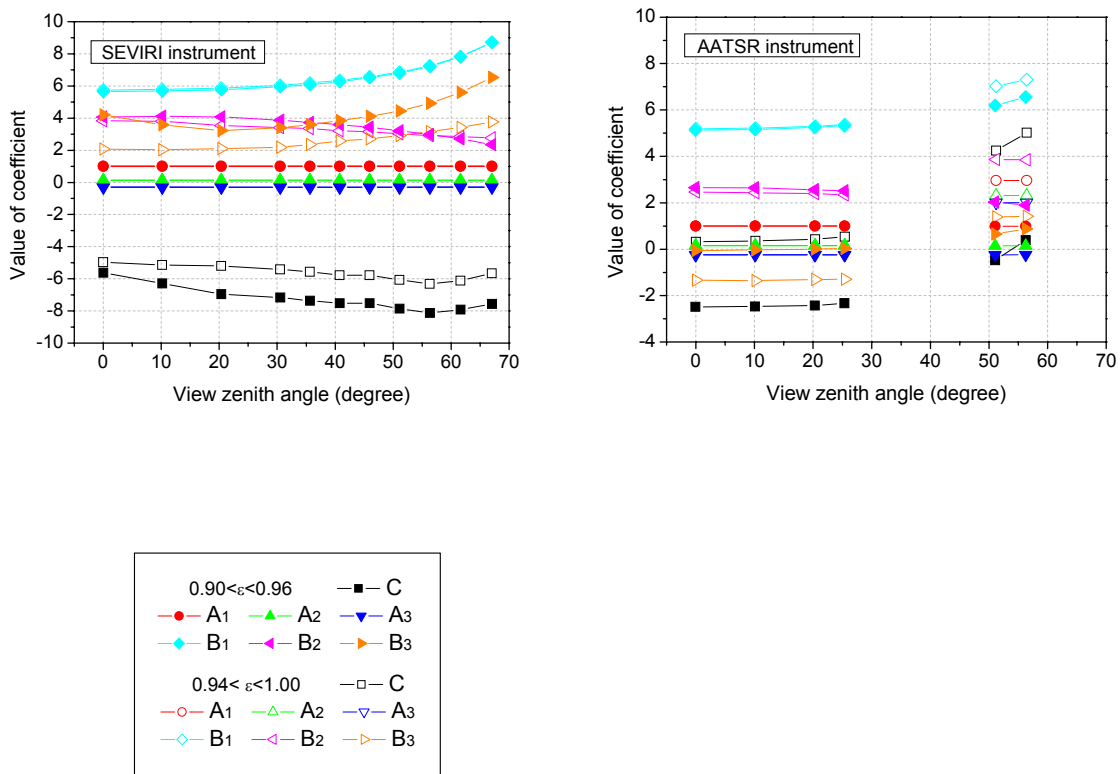 SEVIRI instrument
10
8
6
4
2
0
-2
-4
-6
-8
-10
Value of coefficient
0 10 20 30 40 50 60 70
View zenith angle (degree)
AATSR instrument
10
8
6
4
2
0
-2
-4
Value of coefficient
0 10 20 30 40 50 60 70
View zenith angle (degree)
0.90<ε<0.96 C
A1 A2 A3
B1 B2 B3
0.94< ε<1.00 C
A1 A2 A3
B1 B2 B3